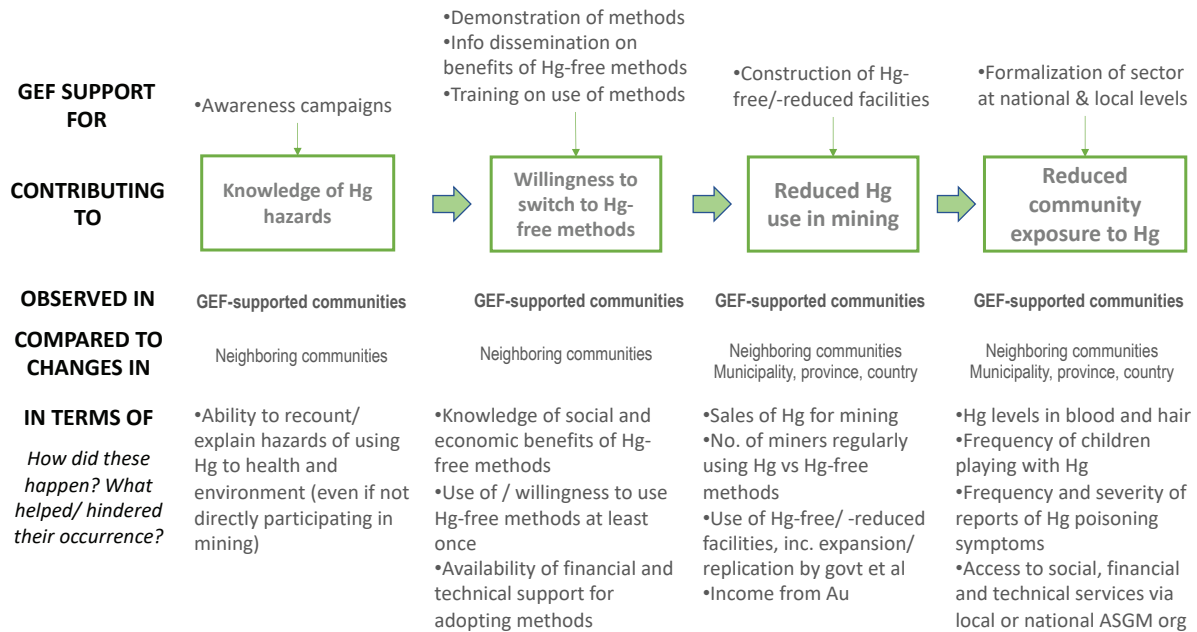 GEF SUPPORT
FOR
•Awareness campaigns
•Demonstration of methods
•Info dissemination on
benefits of Hg-free methods
•Training on use of methods
•Construction of Hg-
free/-reduced facilities
•Formalization of sector
at national & local levels
CONTRIBUTING
TO
Knowledge of Hg
hazards
Willingness to
switch to Hg-
free methods
Reduced Hg
use in mining
Reduced
community
exposure to Hg
OBSERVED IN
GEF-supported communities
GEF-supported communities
GEF-supported communities
GEF-supported communities
COMPARED TO
CHANGES IN
Neighboring communities
Neighboring communities
Neighboring communities
Municipality, province, country
Neighboring communities
Municipality, province, country
IN TERMS OF
How did these
happen? What
helped/ hindered
their occurrence?
•Ability to recount/
explain hazards of using
Hg to health and
environment (even if not
directly participating in
mining)
•Knowledge of social and
economic benefits of Hg-
free methods
•Use of / willingness to use
Hg-free methods at least
once
•Availability of financial and
technical support for
adopting methods
•Sales of Hg for mining
•No. of miners regularly
using Hg vs Hg-free
methods
•Use of Hg-free/ -reduced
facilities, inc. expansion/
replication by govt et al
•Income from Au
•Hg levels in blood and hair
•Frequency of children
playing with Hg
•Frequency and severity of
reports of Hg poisoning
symptoms
•Access to social, financial
and technical services via
local or national ASGM org